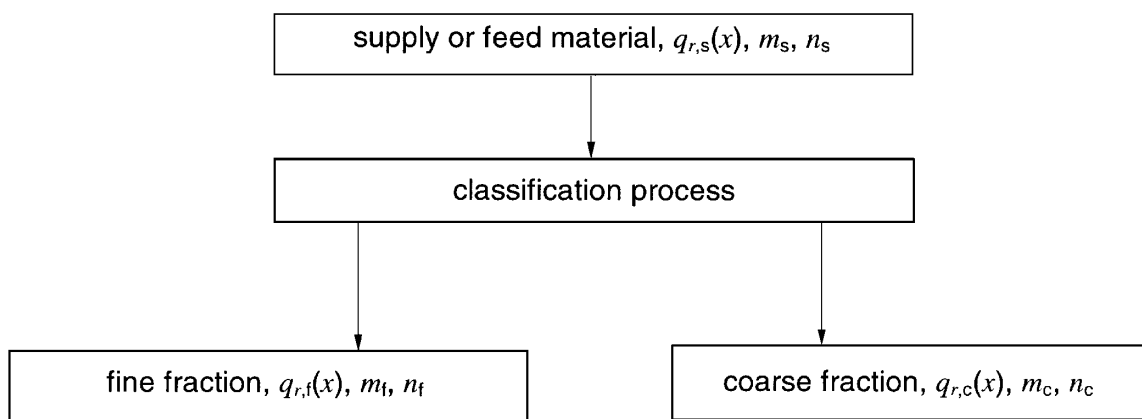 supply or feed material, q_{r,s}(x), m_s, n_s
classification process
fine fraction, q_{r,f}(x), m_f, n_f
coarse fraction, q_{r,c}(x), m_c, n_c